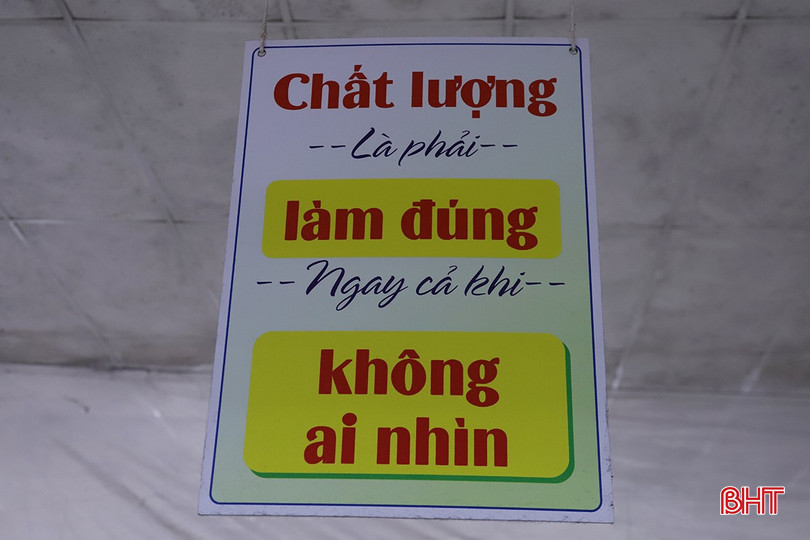 Chất lượng
--Là phải--
làm đúng
--Ngay cả khi--
không
ai nhìn
BHT